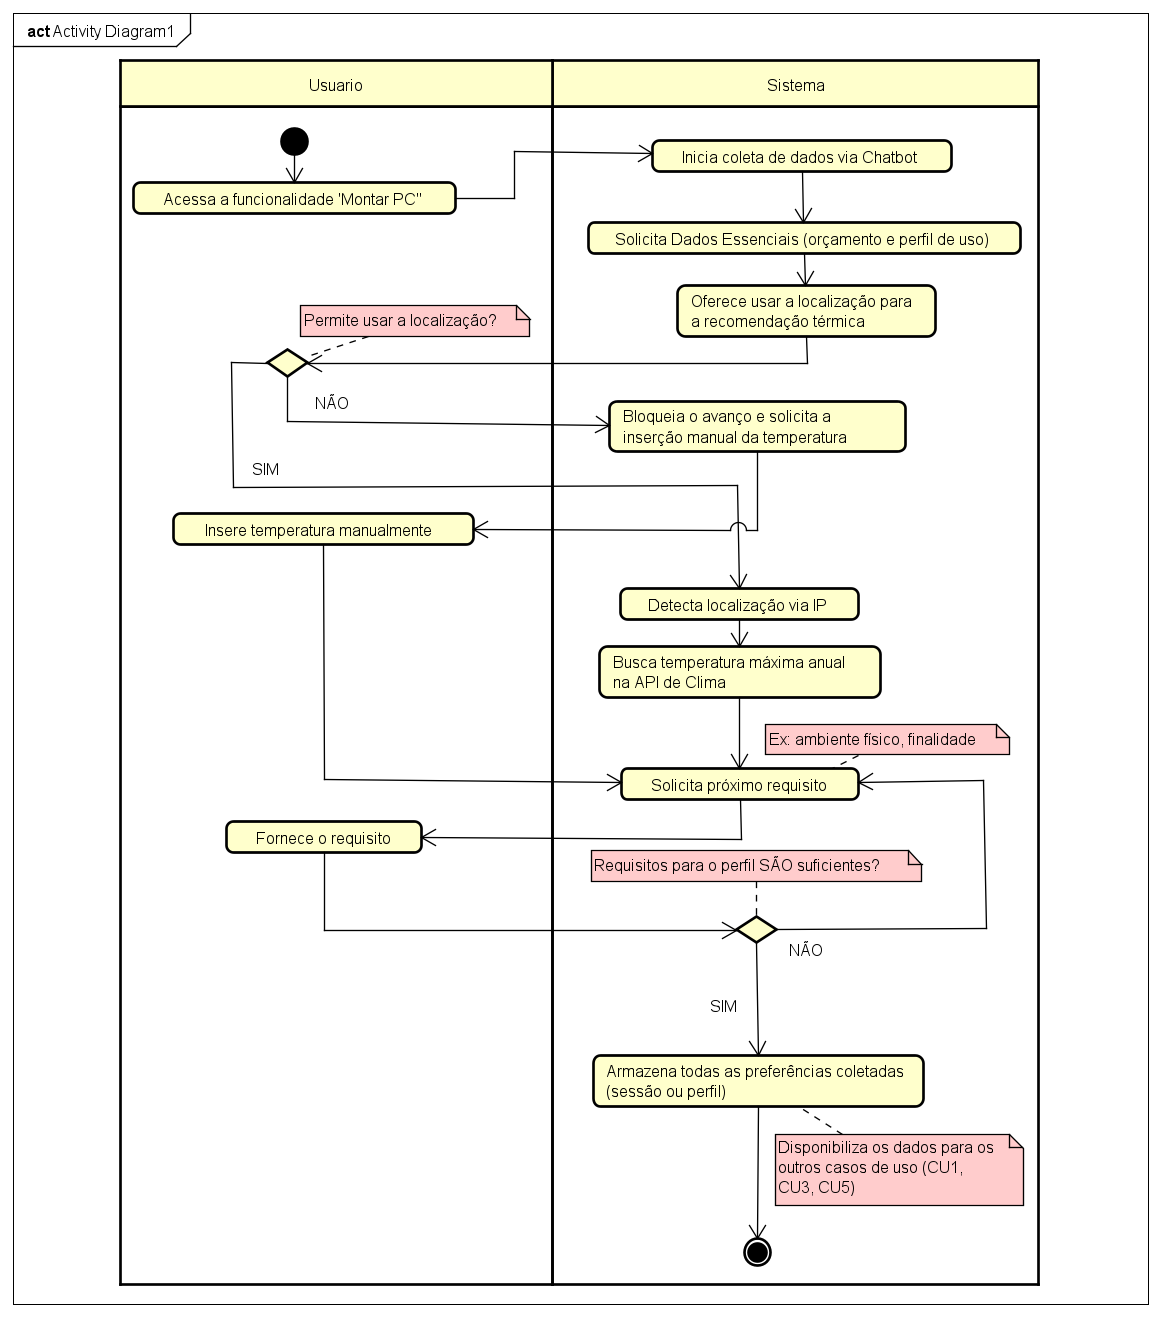 act Activity Diagram1
Usuario
Sistema
Inicia coleta de dados via Chatbot
Acessa a funcionalidade 'Montar PC"
Solicita Dados Essenciais (orçamento e perfil de uso)
Oferece usar a localização para
a recomendação térmica
Permite usar a localização?
NÃO
Bloqueia o avanço e solicita a
inserção manual da temperatura
SIM
Insere temperatura manualmente
Detecta localização via IP
Busca temperatura máxima anual
na API de Clima
Ex: ambiente físico, finalidade
Solicita próximo requisito
Fornece o requisito
Requisitos para o perfil SÃO suficientes?
NÃO
SIM
Armazena todas as preferências coletadas
(sessão ou perfil)
Disponibiliza os dados para os
outros casos de uso (CU1,
CU3, CU5)